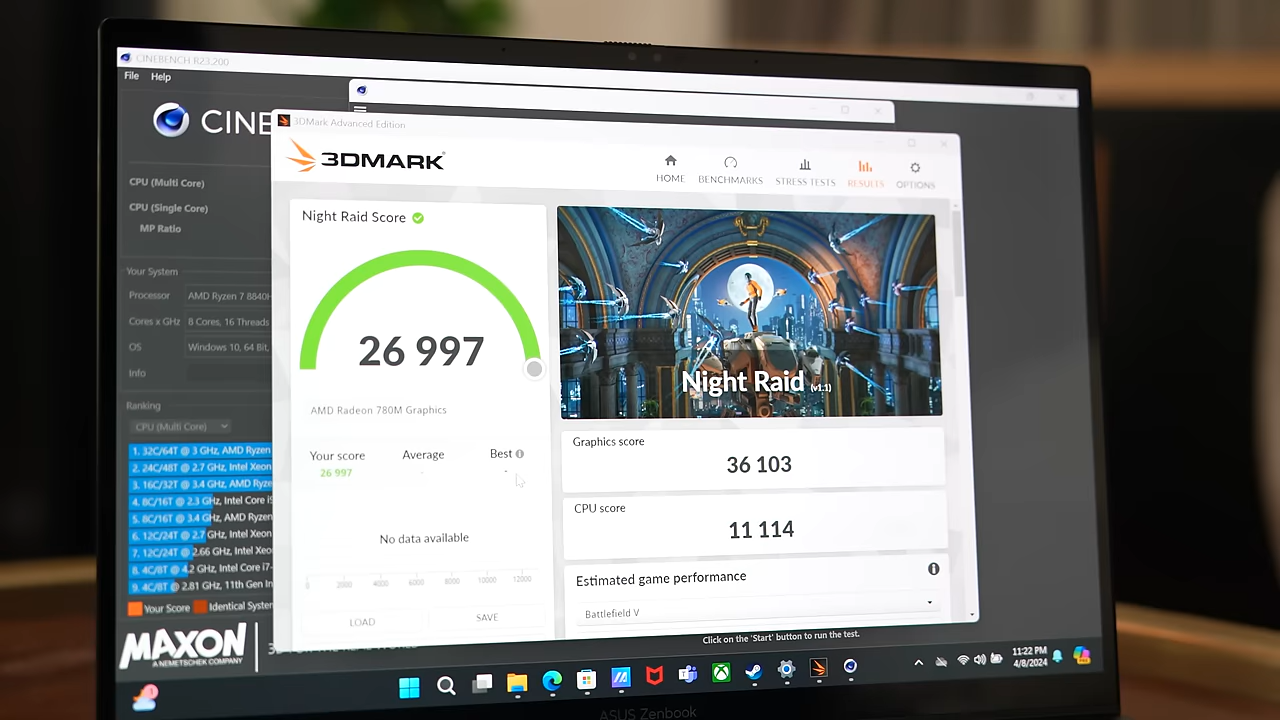 CINEBENCH R23.200
File Help
CINE
CPU (Multi Core)
CPU (Single Core)
MP Ratio
Your System
Processor AMD Ryzen 7 8840H
Cores x GHz 8 Cores, 16 Threads
OS Windows 10, 64 Bit,
Info
Ranking
CPU (Multi Core)
1. 32C/64T @ 3 GHz, AMD Ryzen
2. 24C/48T @ 2.7 GHz, Intel Xeon
3. 16C/32T @ 3.4 GHz, AMD Ryze
4. 8C/16T @ 2.3 GHz, Intel Core i9
5. 8C/16T @ 3.4 GHz, AMD Ryzen
6. 12C/24T @ 2.7 GHz, Intel Xeon
7. 12C/24T @ 2.66 GHz, Intel Xeo
8. 4C/8T @ 4.2 GHz, Intel Core i7-
9. 4C/8T @ 2.81 GHz, 11th Gen In
Your Score Identical System
MAXON
A NEMETSCHEK COMPANY
3DMark Advanced Edition
3DMARK
HOME BENCHMARKS STRESS TESTS RESULTS OPTIONS
Night Raid Score
26 997
AMD Radeon 780M Graphics
Your score Average Best
26 997 - -
No data available
0 2000 4000 6000 8000 10000 12000
LOAD SAVE
Night Raid (v1.1)
Graphics score
36 103
CPU score
11 114
Estimated game performance
Battlefield V
Click on the 'Start' button to run the test.
1
11:22 PM
4/8/2024
ASUS Zenbook